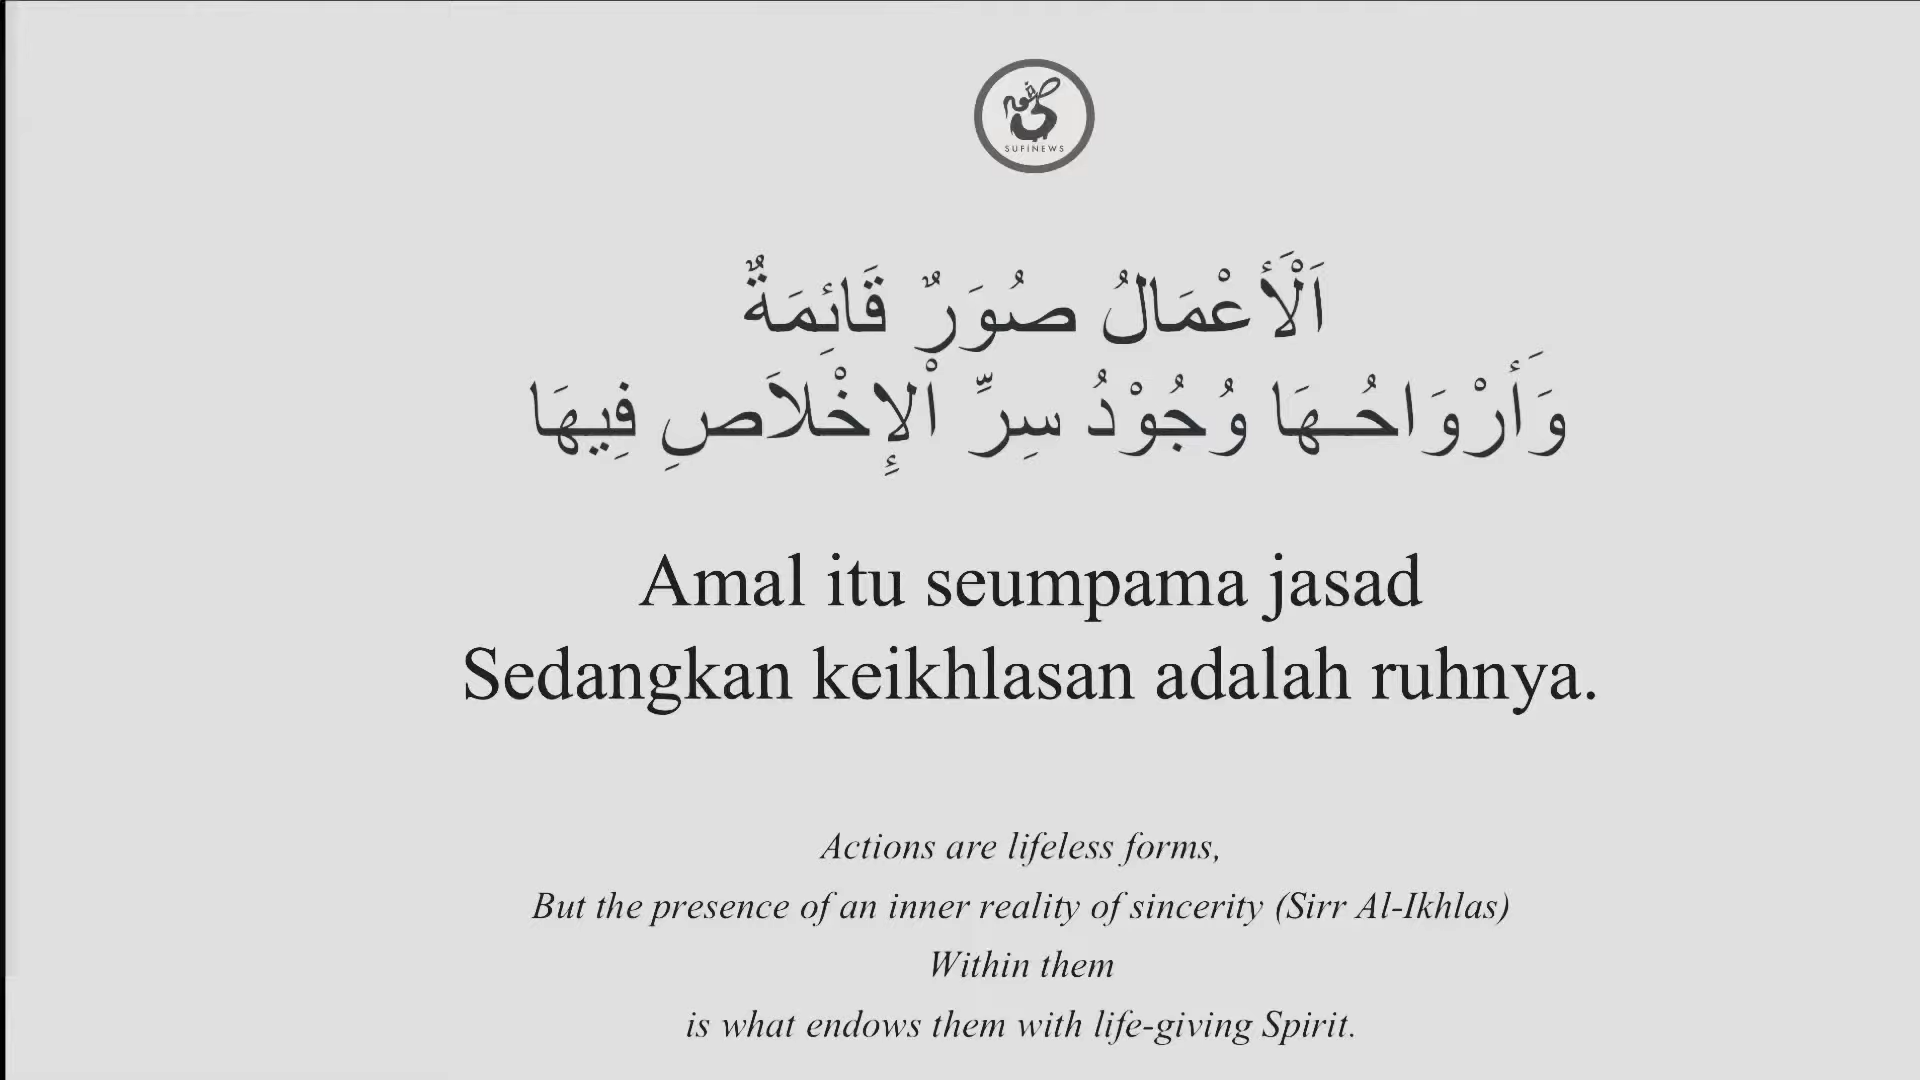 SUFINEWS
اَلْأَعْمَالُ صُوَرٌ قَائِمَةٌ
وَأَرْوَاحُهَا وُجُوْدُ سِرِّ اْلإِخْلاَصِ فِيهَا
Amal itu seumpama jasad
Sedangkan keikhlasan adalah ruhnya.
Actions are lifeless forms,
But the presence of an inner reality of sincerity (Sirr Al-Ikhlas)
Within them
is what endows them with life-giving Spirit.